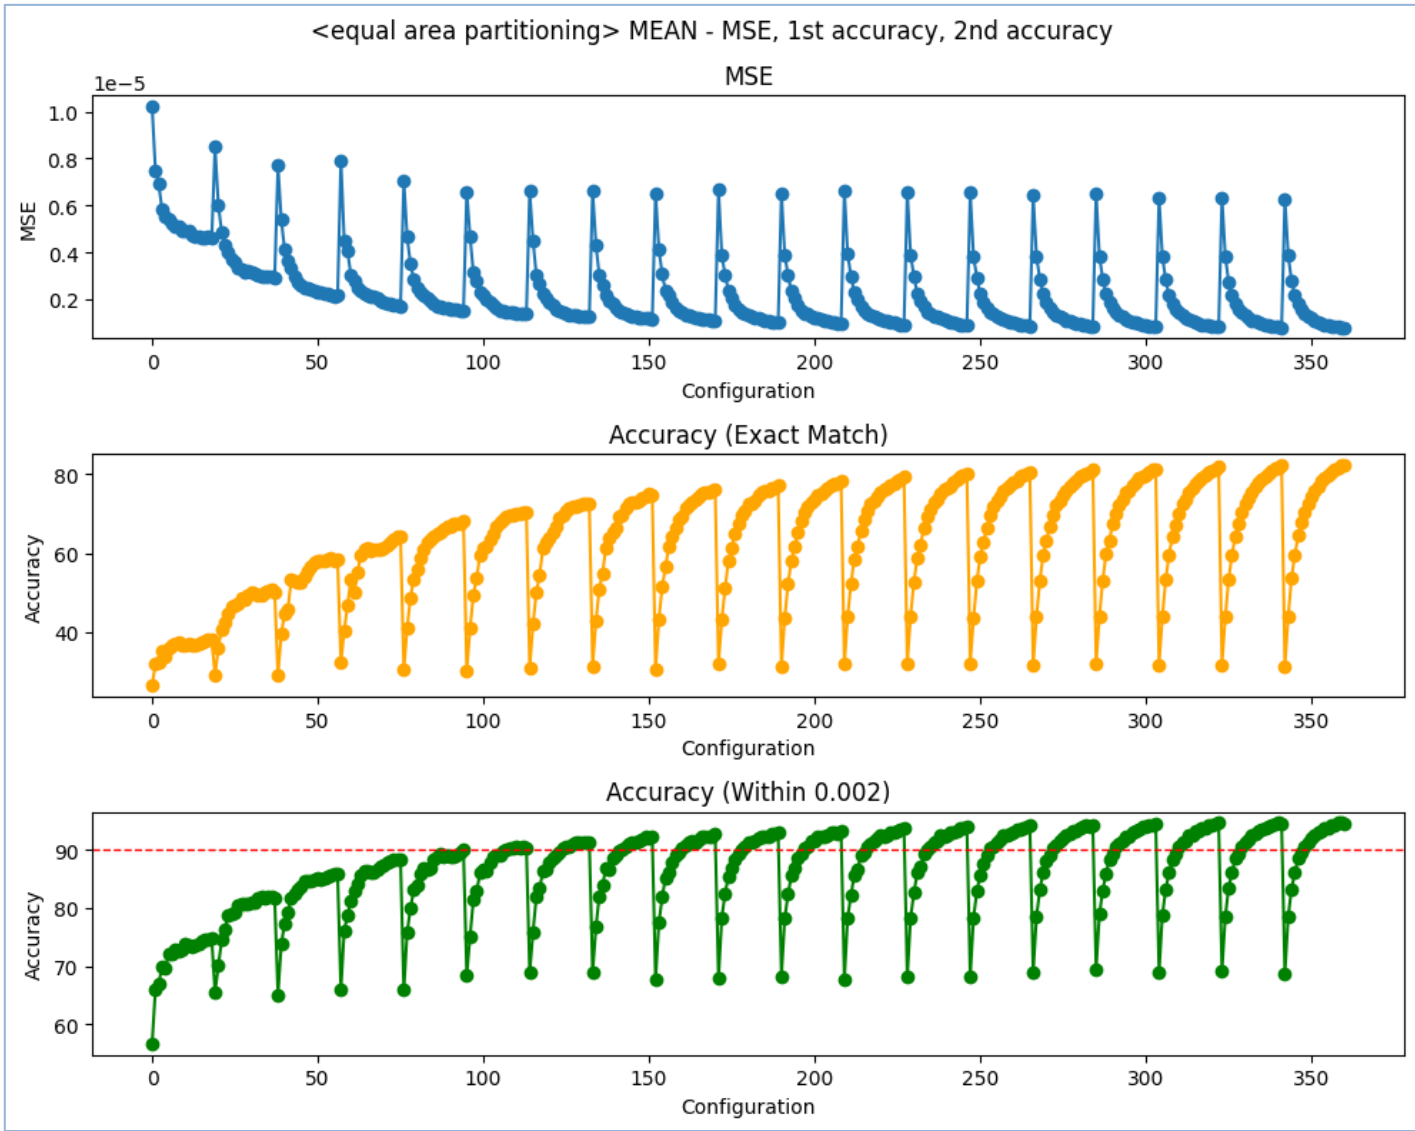 <equal area partitioning> MEAN - MSE, 1st accuracy, 2nd accuracy
MSE
1e−5
1.0
0.8
0.6
0.4
0.2
MSE
0 50 100 150 200 250 300 350
Configuration
Accuracy (Exact Match)
80
60
40
Accuracy
0 50 100 150 200 250 300 350
Configuration
Accuracy (Within 0.002)
90
80
70
60
Accuracy
0 50 100 150 200 250 300 350
Configuration